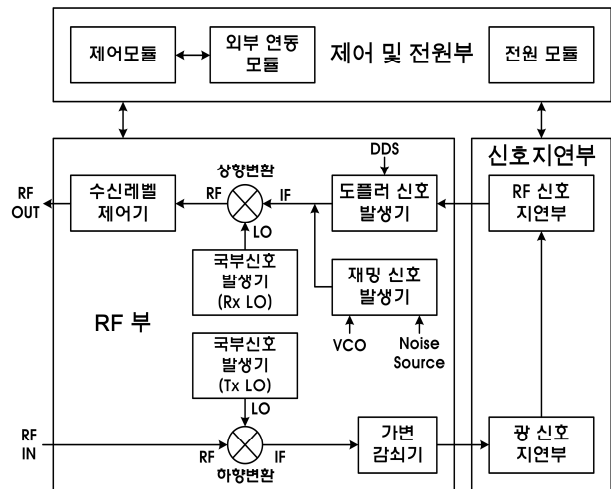 제어모듈
외부 연동
모듈
제어 및 전원부
전원 모듈
DDS
신호지연부
상향변환
RF
OUT
수신레벨
제어기
RF
IF
LO
도플러 신호
발생기
RF 신호
지연부
국부신호
발생기
(Rx LO)
재밍 신호
발생기
RF 부
VCO
Noise
Source
국부신호
발생기
(Tx LO)
LO
RF
IN
RF
IF
하향변환
가변
감쇠기
광 신호
지연부